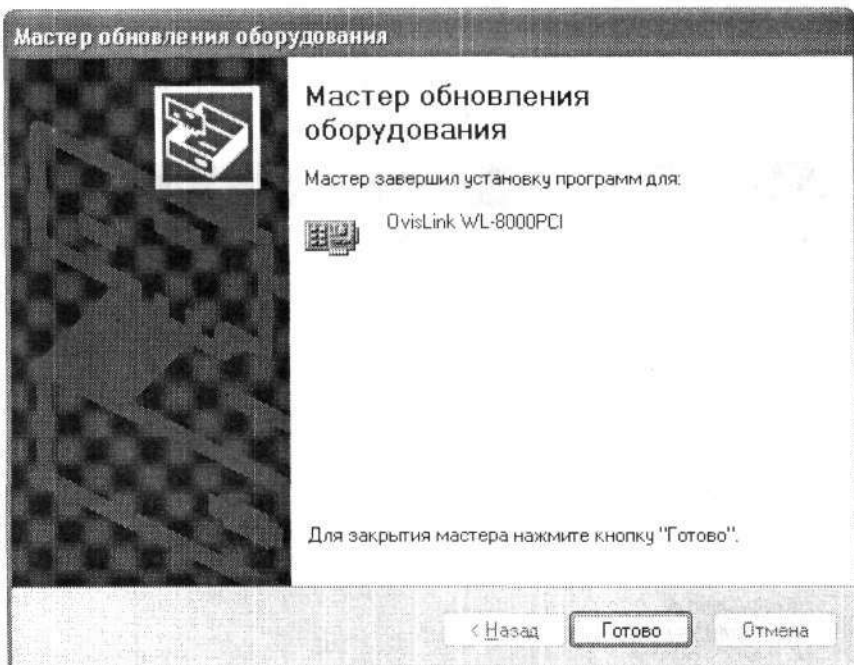 Мастер обновления оборудования
Мастер обновления
оборудования
Мастер завершил установку программ для:
OvisLink WL-8000PCI
Для закрытия мастера нажмите кнопку "Готово".
< Назад
Готово
Отмена